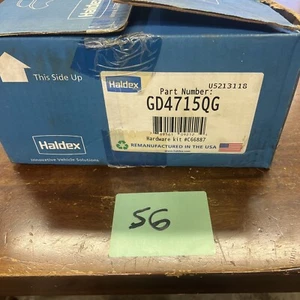 This Side Up
Haldex
U5213118
Part Number:
GD4715QG
Hardware kit #C66887
REMANUFACTURED IN THE USA
Haldex
Innovative Vehicle Solutions
56